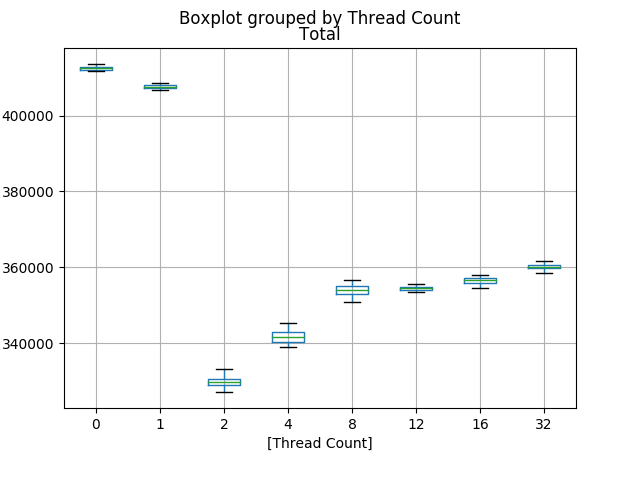 Boxplot grouped by Thread Count
Total
400000
380000
360000
340000
0 1 2 4 8 12 16 32
[Thread Count]